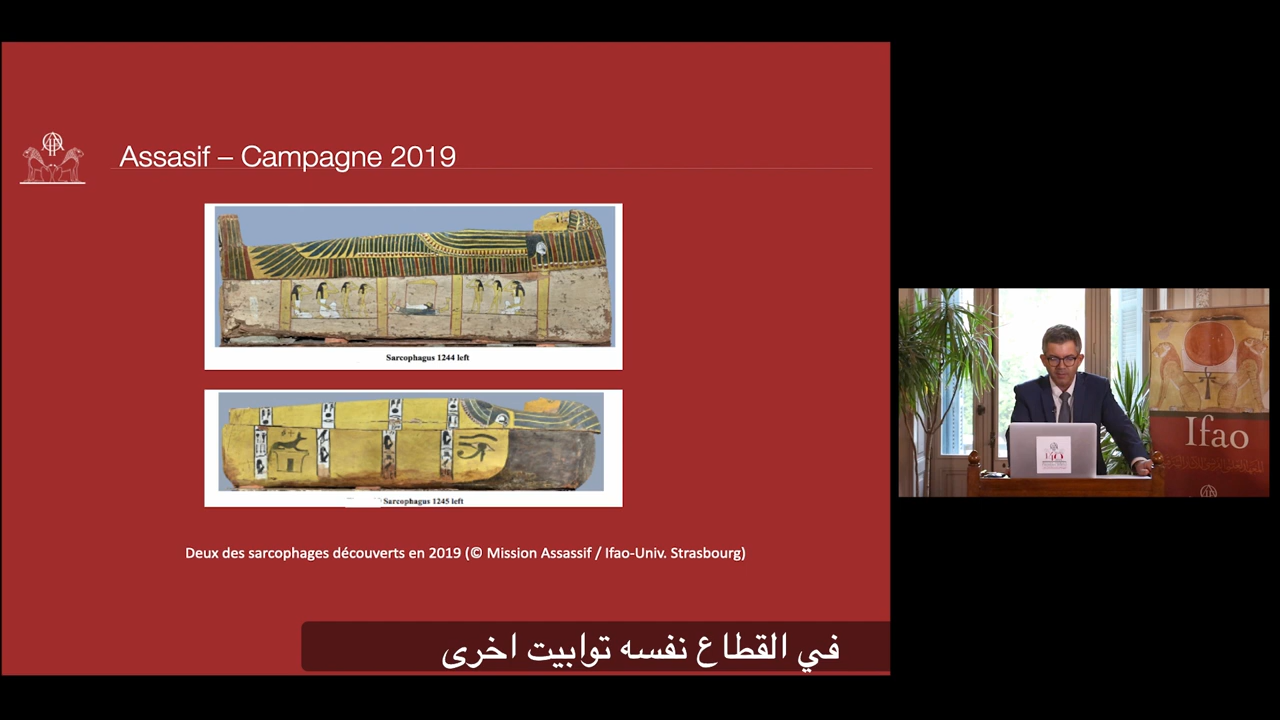 Assasif – Campagne 2019
Sarcophagus 1244 left
Sarcophagus 1245 left
Deux des sarcophages découverts en 2019 (© Mission Assassif / Ifao-Univ. Strasbourg)
في القطاع نفسه توابيت اخرى
Ifao